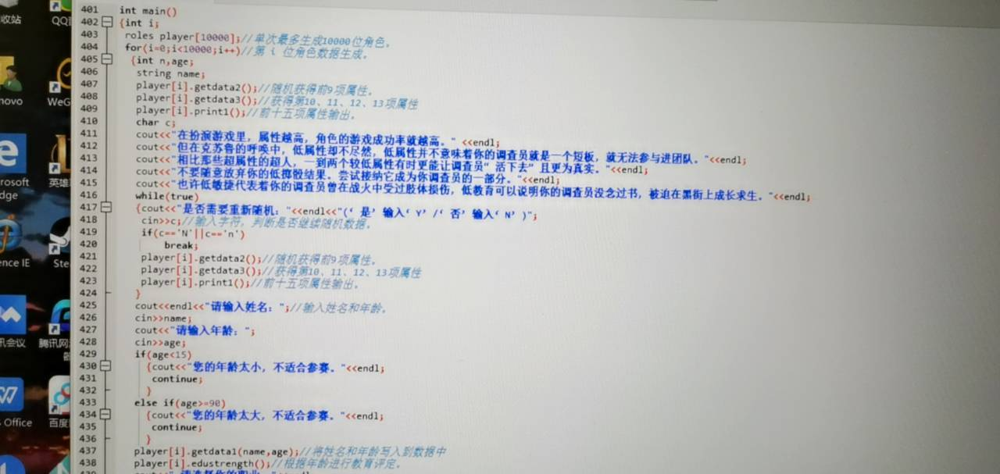 401 int main()
402 {int i;
403 roles player[10000];//单次最多生成10000位角色。
404 for(i=0;i<10000;i++)//第 i 位角色数据生成。
405 {int n,age;
406 string name;
407 player[i].getdata2();//随机获得前9项属性。
408 player[i].getdata3();//获得第10、11、12、13项属性
409 player[i].print1();//前十五项属性输出。
410 char c;
411 cout<<"在扮演游戏里，属性越高，角色的游戏成功率就越高。" <<endl;
412 cout<<"但在克苏鲁的呼唤中，低属性却不尽然，低属性并不意味着你的调查员就是一个短板，就无法参与进团队。"<<endl;
413 cout<<"相比那些超属性的超人，一到两个较低属性有时更能让调查员“活下去”且更为真实。"<<endl;
414 cout<<"不要随意放弃你的低掷骰结果。尝试接纳它成为你调查员的一部分。"<<endl;
415 cout<<"也许低敏捷代表着你的调查员曾在战火中受过肢体损伤，低教育可以说明你的调查员没念过书，被迫在黑街上成长求生。"<<endl;
416 while(true)
417 {cout<<"是否需要重新随机："<<endl<<"(‘是’输入‘Y’/‘否’输入‘N’)";
418 cin>>c;//输入字符，判断是否继续随机数据。
419 if(c=='N'||c=='n')
420 break;
421 player[i].getdata2();//随机获得前9项属性。
422 player[i].getdata3();//获得第10、11、12、13项属性
423 player[i].print1();//前十五项属性输出。
424 }
425 cout<<endl<<"请输入姓名：";//输入姓名和年龄。
426 cin>>name;
427 cout<<"请输入年龄：";
428 cin>>age;
429 if(age<15)
430 {cout<<"您的年龄太小，不适合参赛。"<<endl;
431 continue;
432 }
433 else if(age>=90)
434 {cout<<"您的年龄太大，不适合参赛。"<<endl;
435 continue;
436 }
437 player[i].getdata1(name,age);//将姓名和年龄写入到数据中
438 player[i].edustrength();//根据年龄进行教育评定。
收站
novo
WeG
rosoft
dge
英雄
ence IE
Ste
讯会议
腾讯网
器
Office
百度